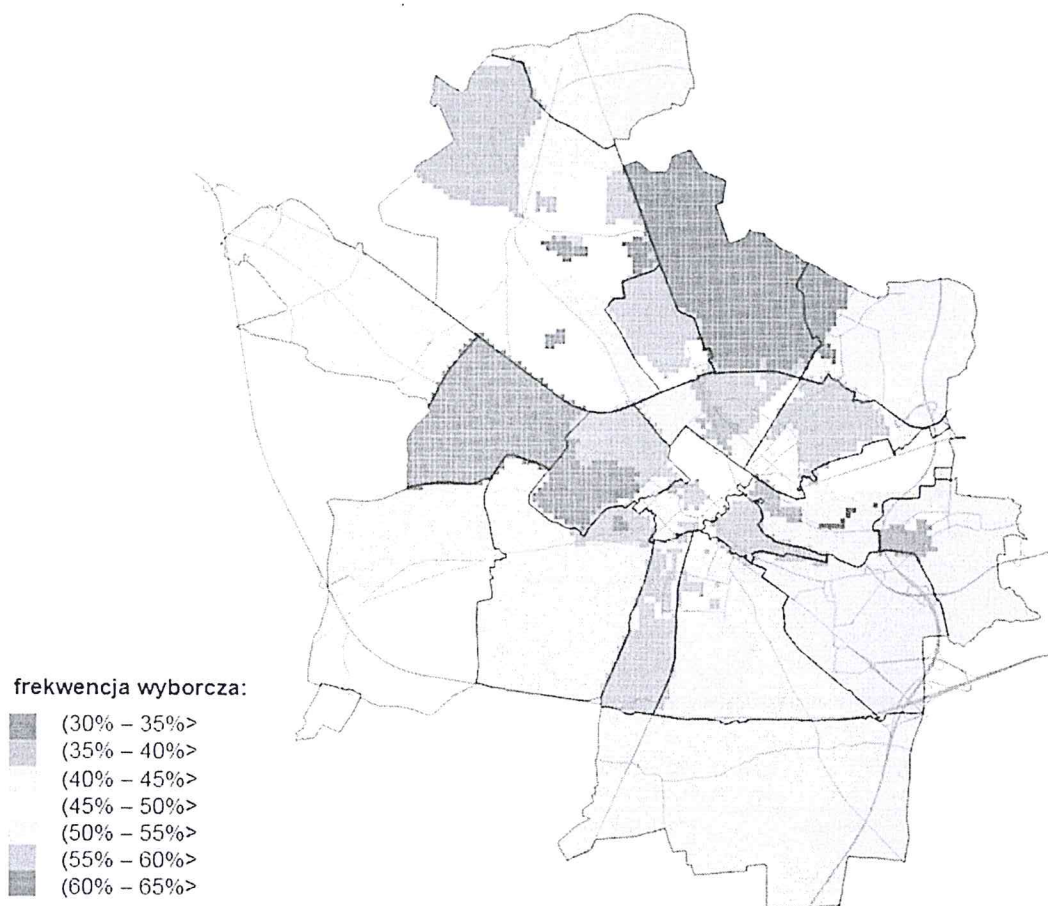 frekwencja wyborcza:
(30% – 35%>
(35% – 40%>
(40% – 45%>
(45% – 50%>
(50% – 55%>
(55% – 60%>
(60% – 65%>